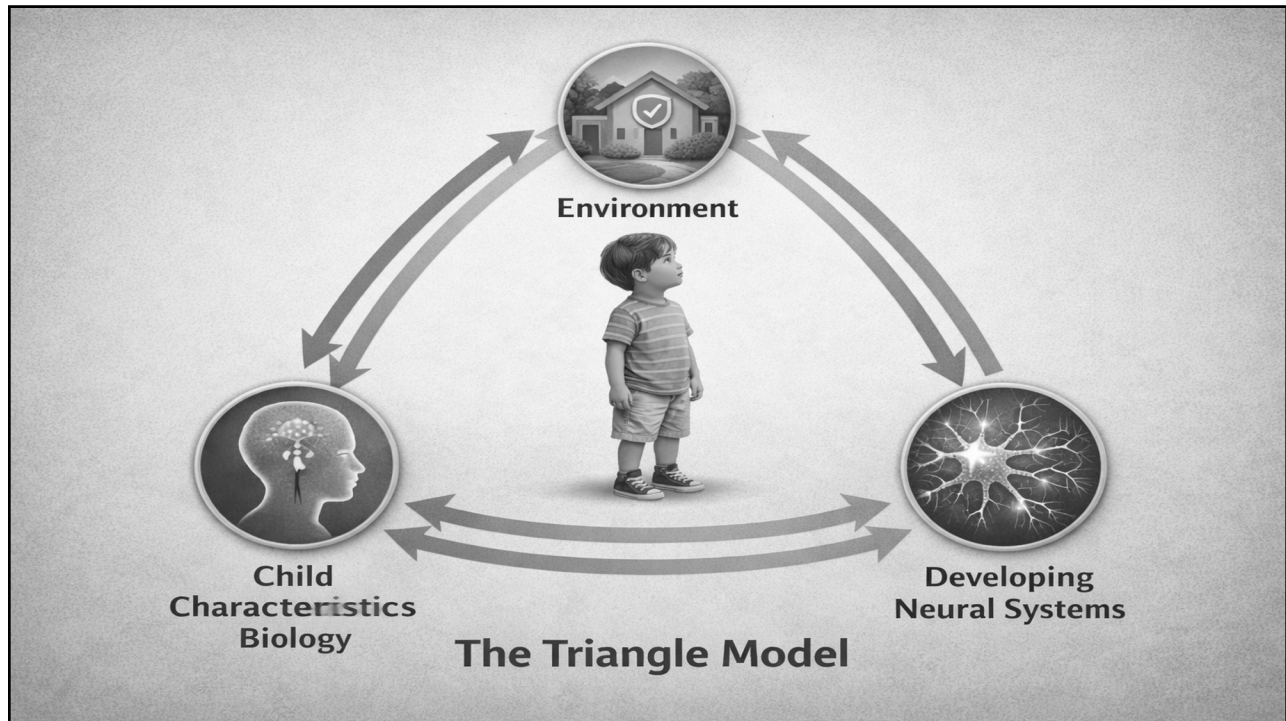 Environment
Child
Characteristics
Biology
Developing
Neural Systems
The Triangle Model